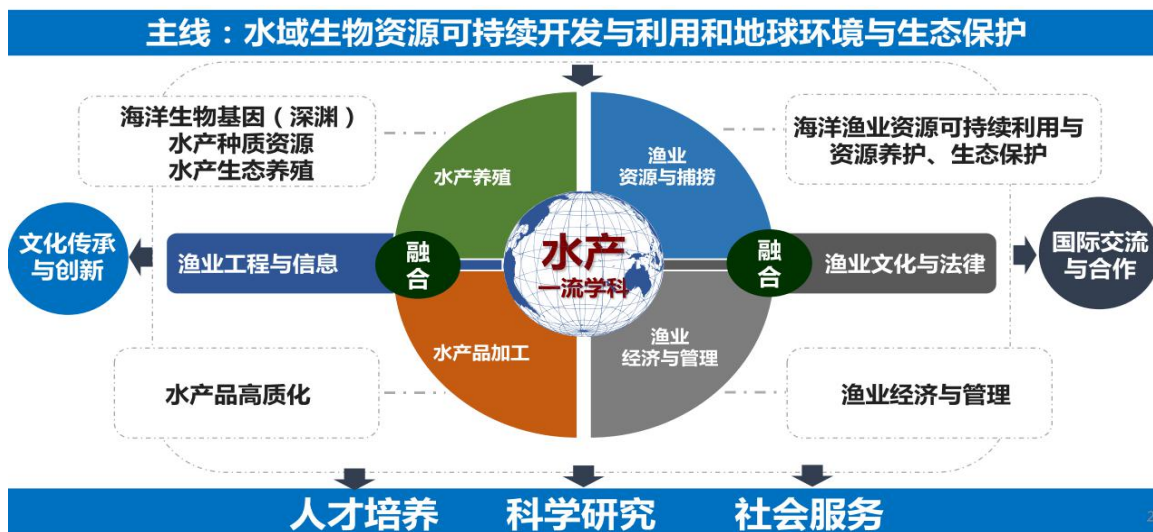 主线：水域生物资源可持续开发与利用和地球环境与生态保护
海洋生物基因（深渊）
水产种质资源
水产生态养殖
海洋渔业资源可持续利用与
资源养护、生态保护
水产养殖
渔业
资源与捕捞
文化传承
与创新
渔业工程与信息
融
合
水产
一流学科
融
合
渔业文化与法律
国际交流
与合作
水产品加工
渔业
经济与管理
水产品高质化
渔业经济与管理
人才培养 科学研究 社会服务
2